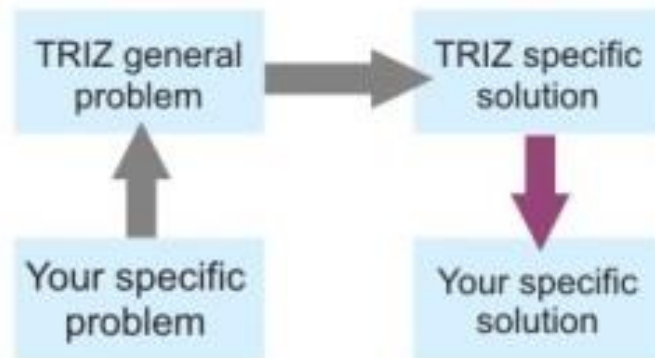 TRIZ general
problem
TRIZ specific
solution
Your specific
problem
Your specific
solution